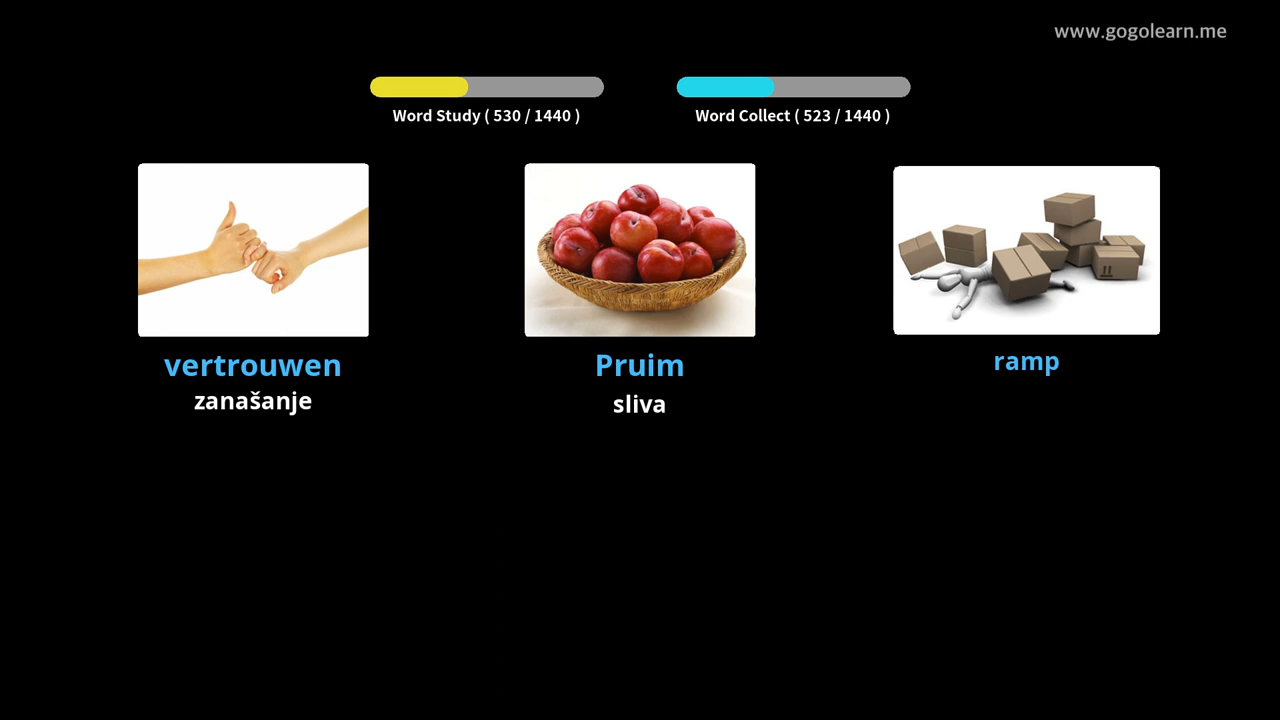 www.gogolearn.me
Word Study ( 530 / 1440 )
Word Collect ( 523 / 1440 )
vertrouwen
zanašanje
Pruim
sliva
ramp